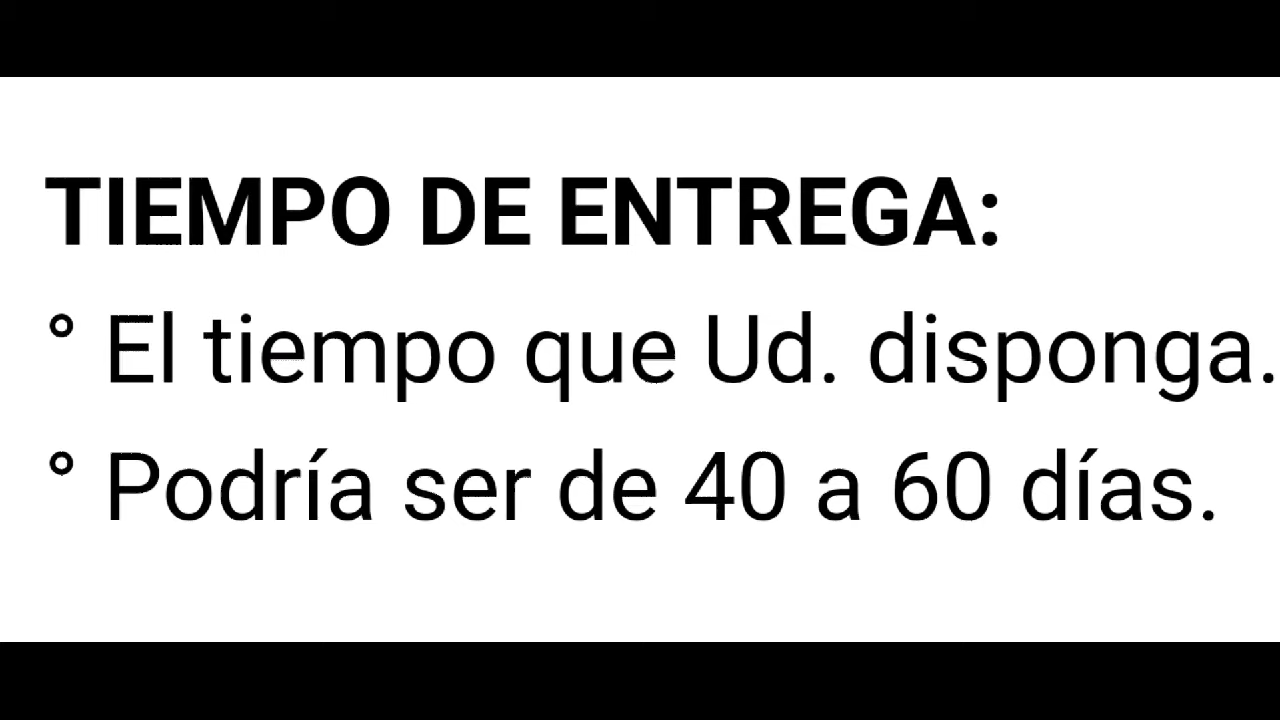 TIEMPO DE ENTREGA:
° El tiempo que Ud. disponga.
° Podría ser de 40 a 60 días.